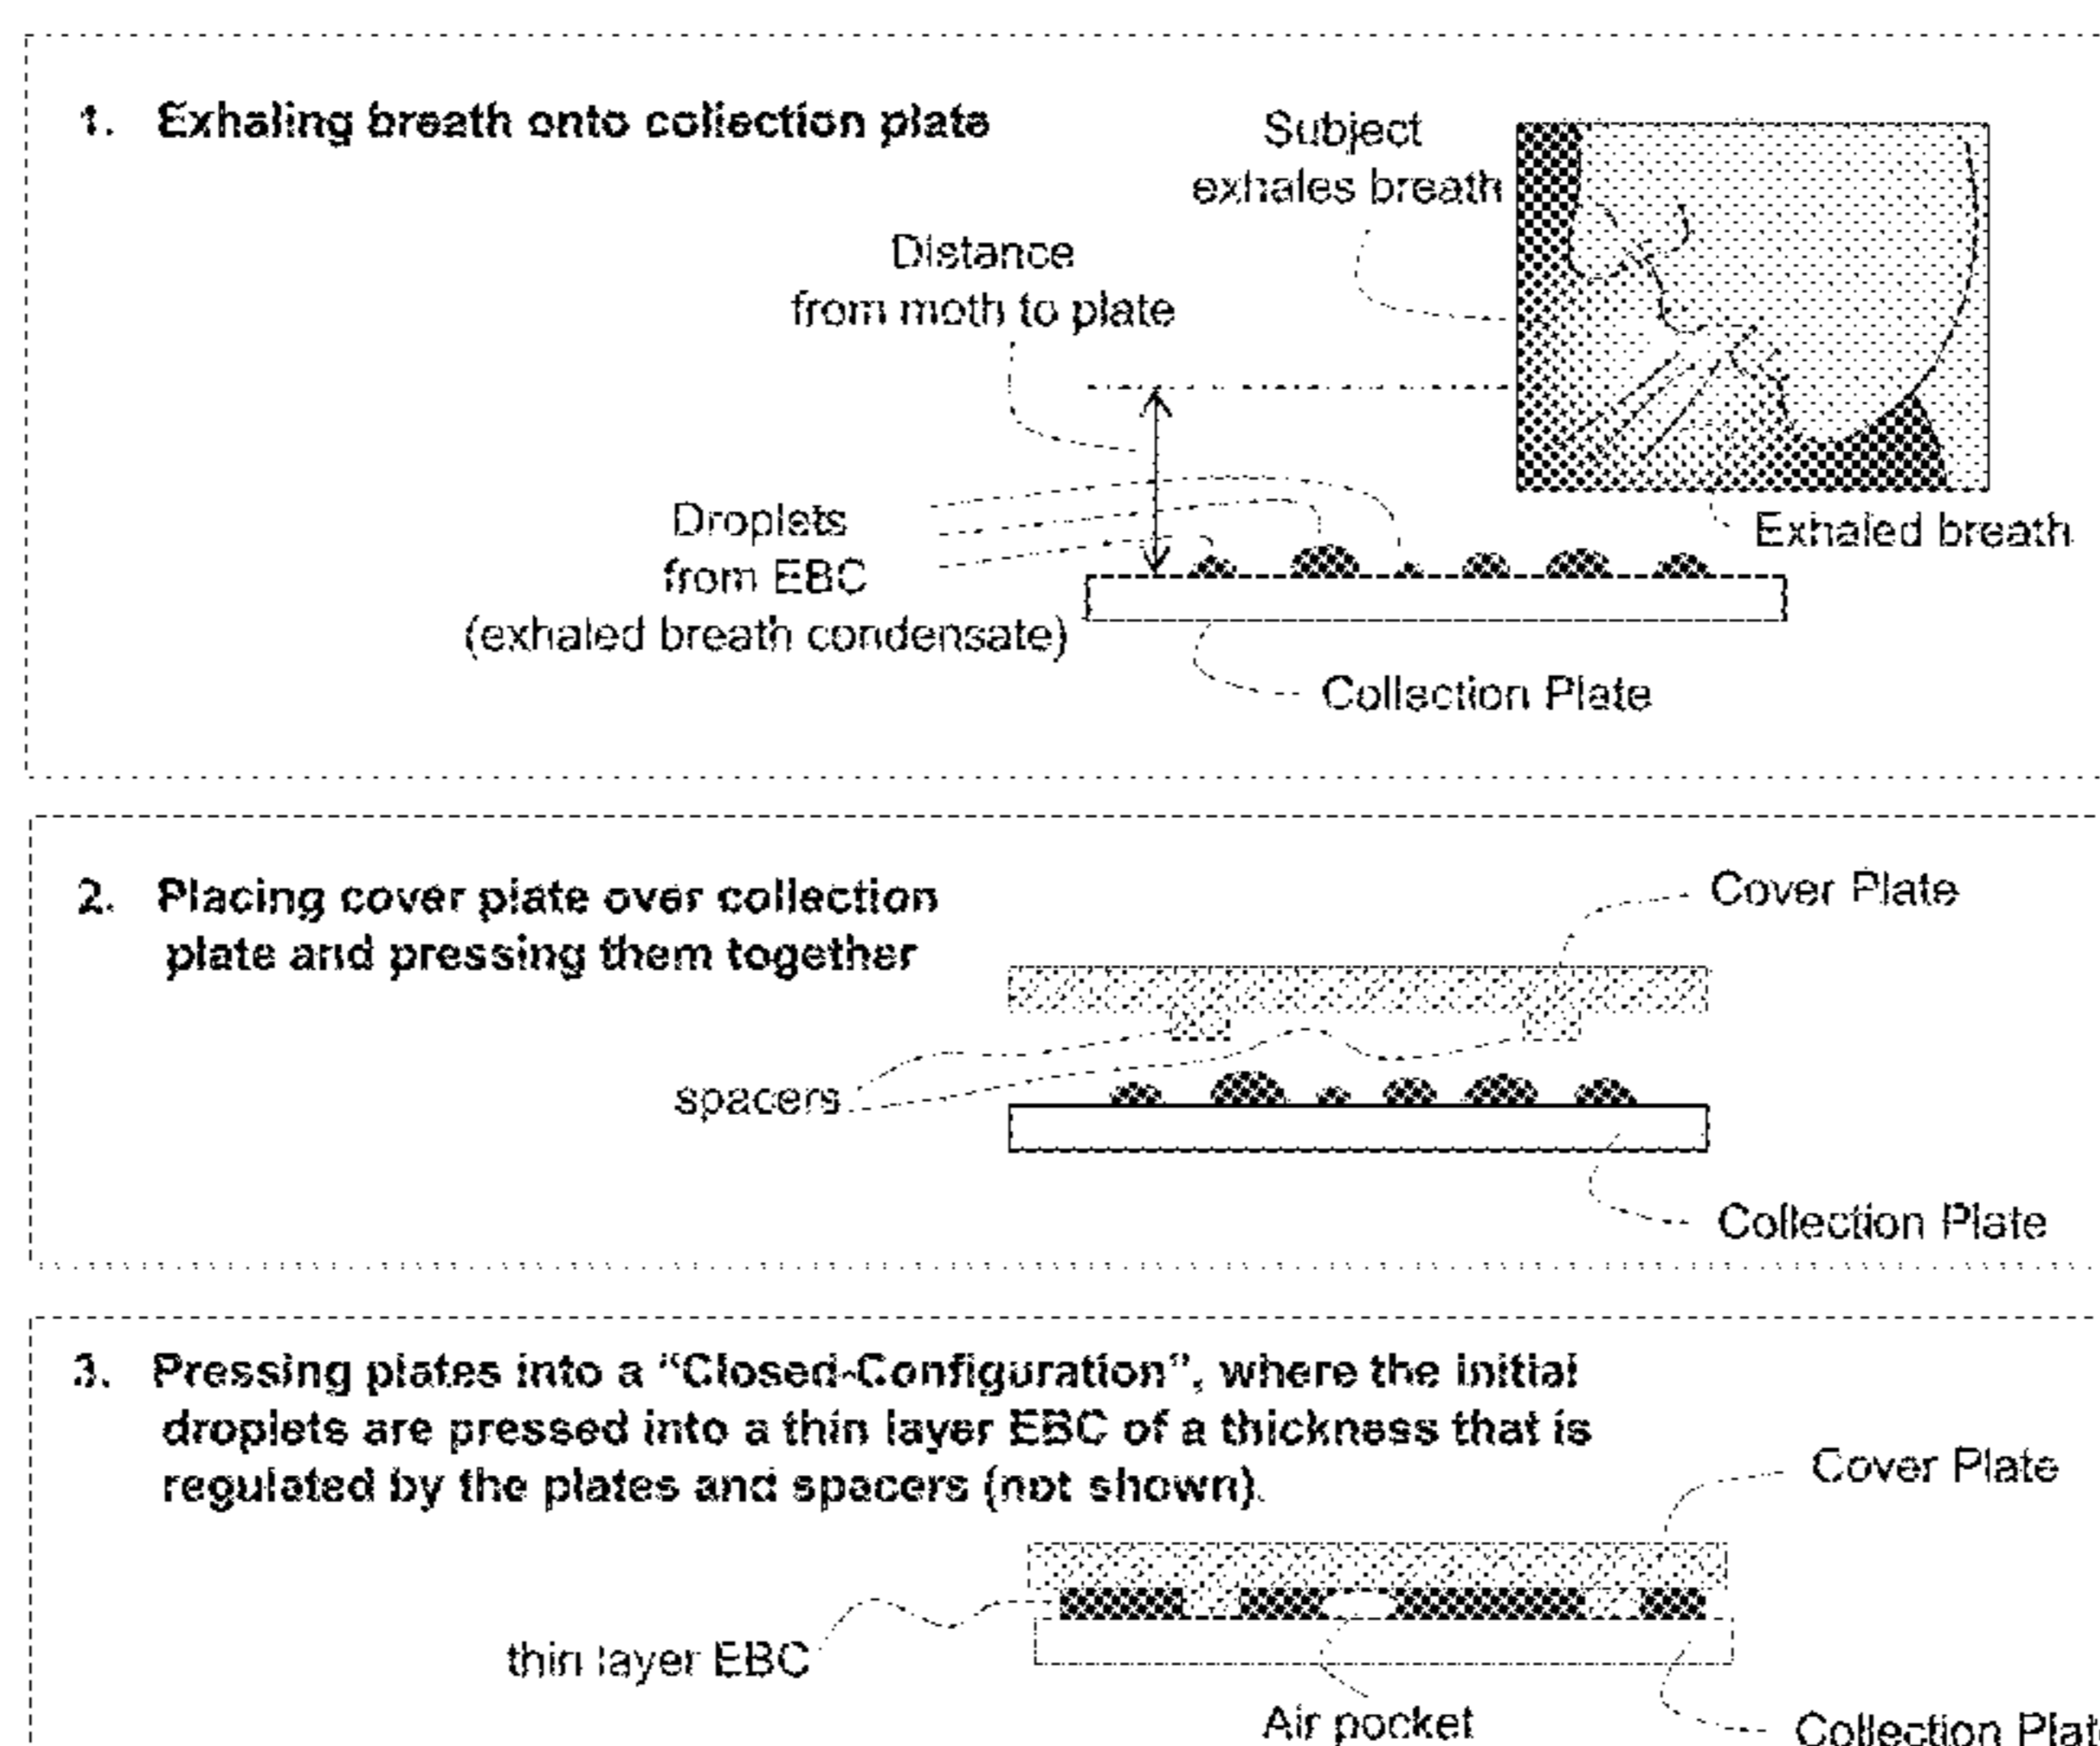 1. Exhaling breath onto collection plate
Subject
exhales breath
Distance
from moth to plate
Droplets
from EBC
(exhaled breath condensate)
Exhaled breath
Collection Plate
2. Placing cover plate over collection
plate and pressing them together
Cover Plate
spacers
Collection Plate
3. Pressing plates into a “Closed-Configuration”, where the initial
droplets are pressed into a thin layer EBC of a thickness that is
regulated by the plates and spacers (not shown).
Cover Plate
thin layer EBC
Air pocket
Collection Plate